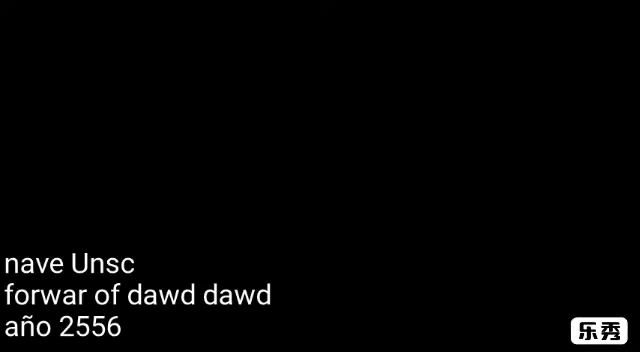 nave Unsc
forwar of dawd dawd
año 2556
乐秀